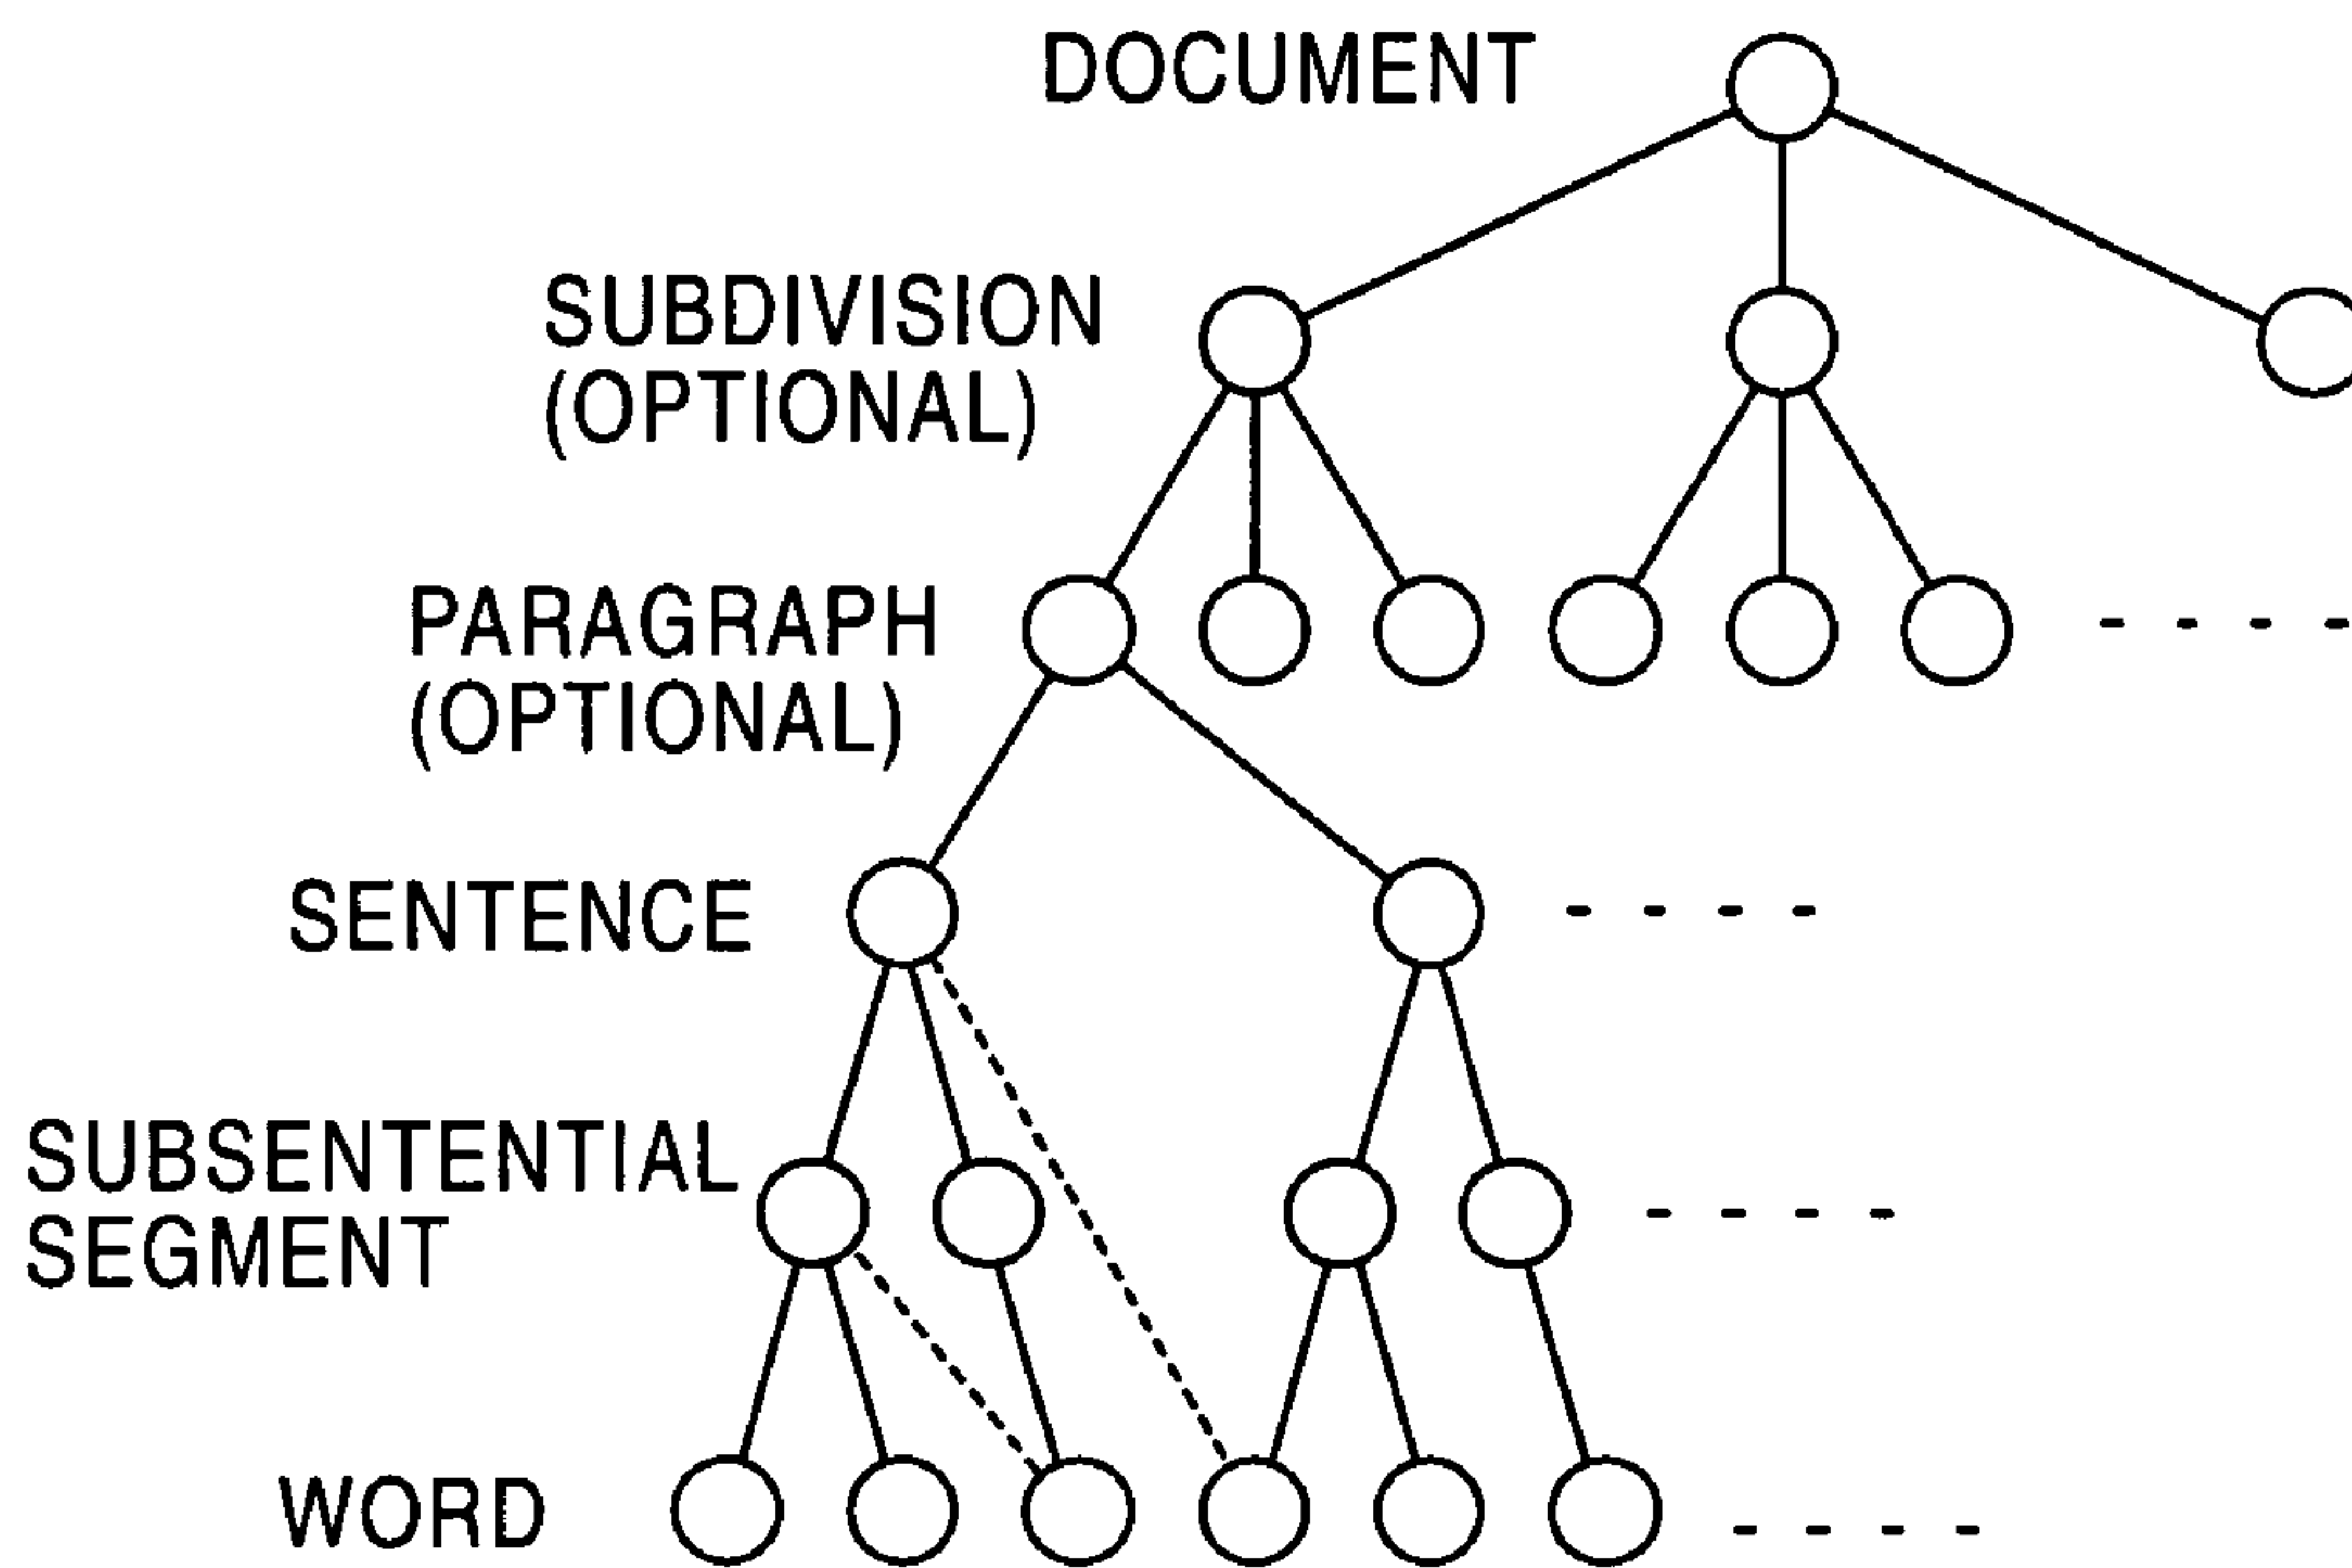 DOCUMENT
SUBDIVISION
(OPTIONAL)
PARAGRAPH
(OPTIONAL)
SENTENCE
SUBSENTENTIAL
SEGMENT
WORD